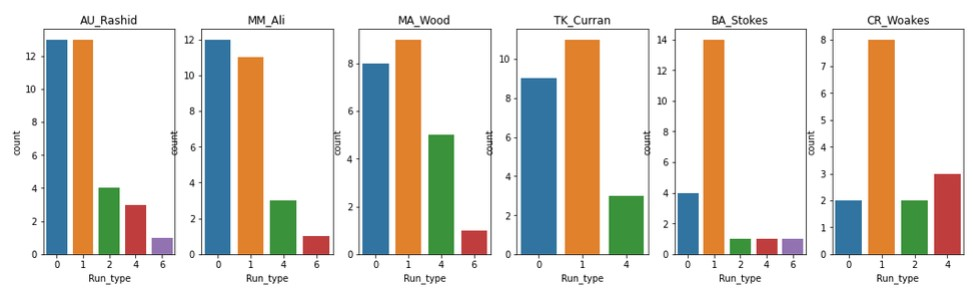 AU_Rashid
count
12
10
8
6
4
2
0
0 1 2 4 6
Run_type
MM_Ali
count
12
10
8
6
4
2
0
0 1 4 6
Run_type
MA_Wood
count
8
6
4
2
0
0 1 4 6
Run_type
TK_Curran
count
10
8
6
4
2
0
0 1 4
Run_type
BA_Stokes
count
14
12
10
8
6
4
2
0
0 1 2 4 6
Run_type
CR_Woakes
count
8
7
6
5
4
3
2
1
0
0 1 2 4
Run_type